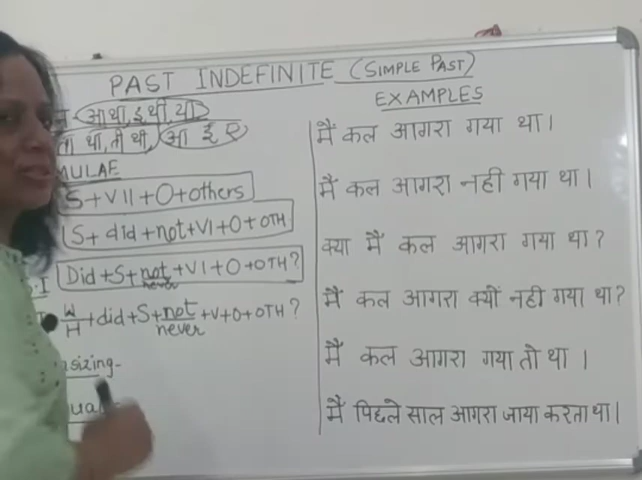 PAST INDEFINITE (SIMPLE PAST)
आ था, ई थी, या
ता था, ती थी, आ ई ए
MULAE
S+VII+O+others
S+ did+not+VI+O+OTH
Did+S+not+VI+O+OTH?
never
W/H+did+S+not+V+O+OTH?
never
sizing-
EXAMPLES
मैं कल आगरा गया था।
मैं कल आगरा नही गया था।
क्या मैं कल आगरा गया था?
मैं कल आगरा क्यों नही गया था?
मैं कल आगरा गया तो था ।
मैं पिछले साल आगरा जाया करता था।